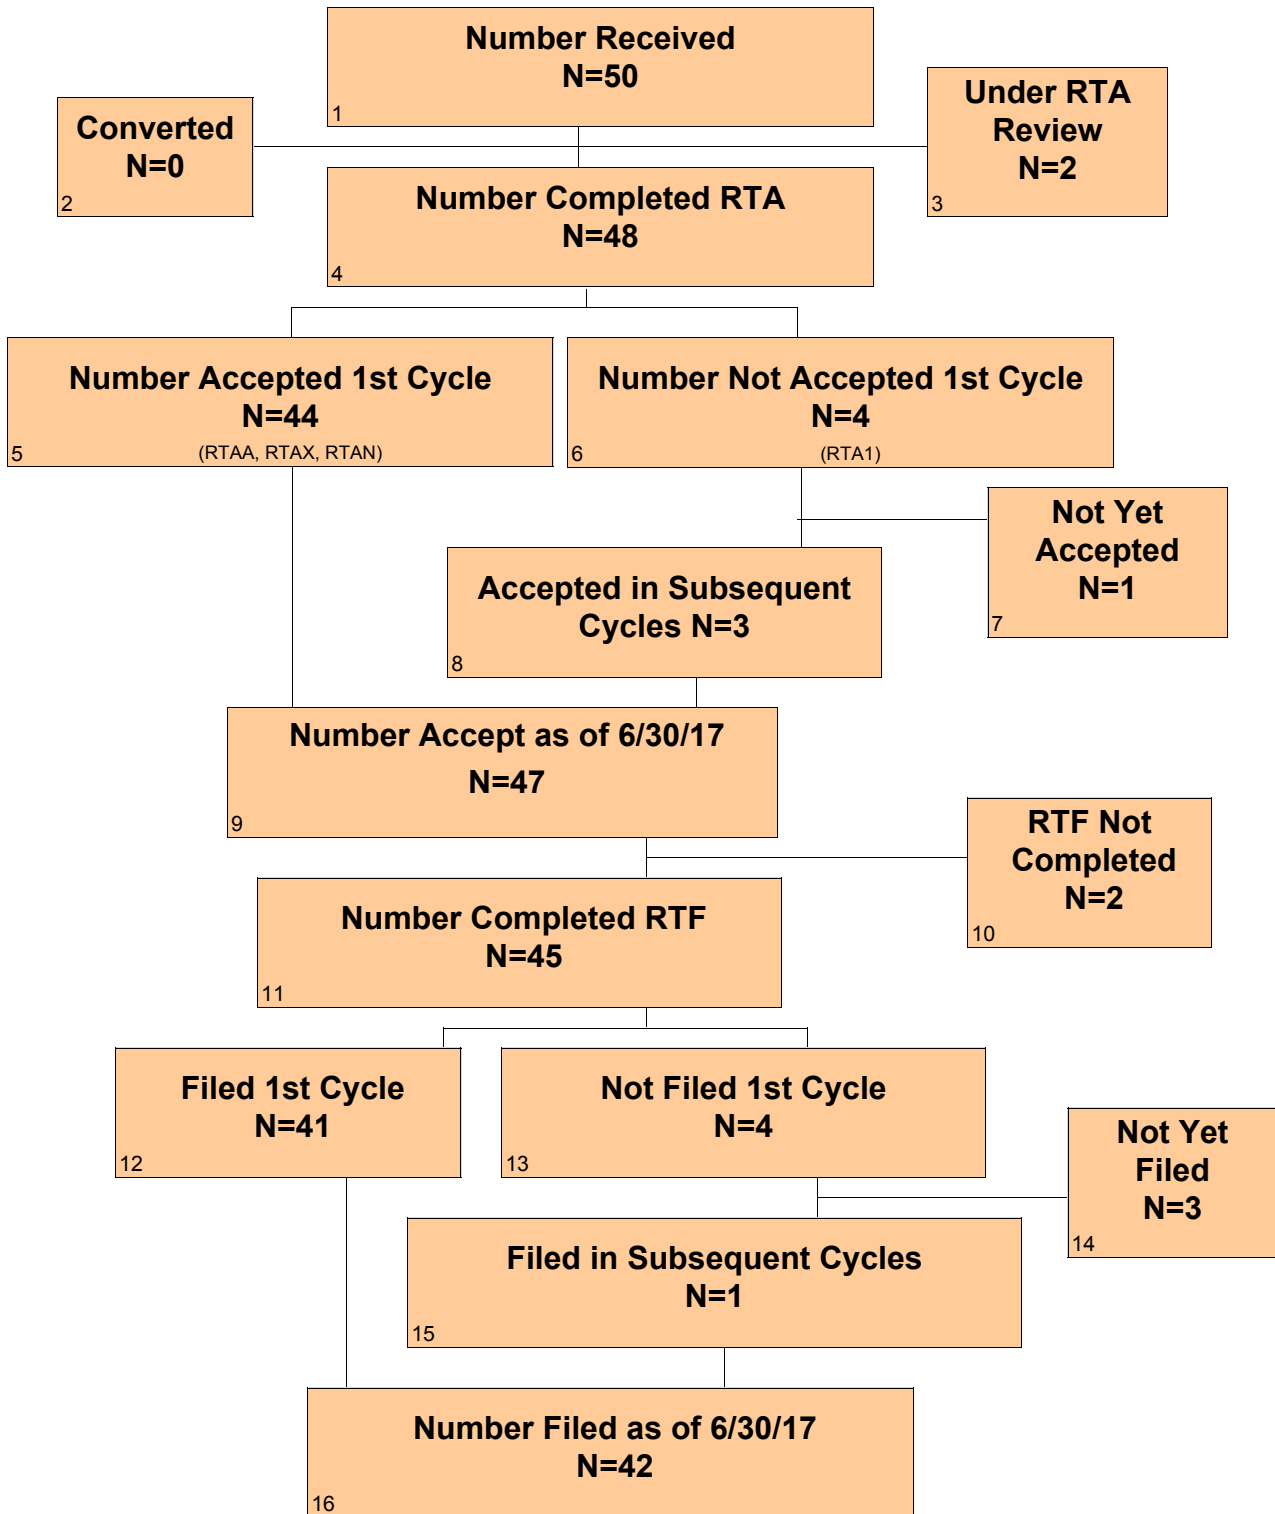 Number Received
N=50
1
Converted
N=0
2
Under RTA
Review
N=2
3
Number Completed RTA
N=48
4
Number Accepted 1st Cycle
N=44
(RTAA, RTAX, RTAN)
5
Number Not Accepted 1st Cycle
N=4
(RTA1)
6
Not Yet
Accepted
N=1
7
Accepted in Subsequent
Cycles N=3
8
Number Accept as of 6/30/17
N=47
9
RTF Not
Completed
N=2
10
Number Completed RTF
N=45
11
Filed 1st Cycle
N=41
12
Not Filed 1st Cycle
N=4
13
Not Yet
Filed
N=3
14
Filed in Subsequent Cycles
N=1
15
Number Filed as of 6/30/17
N=42
16